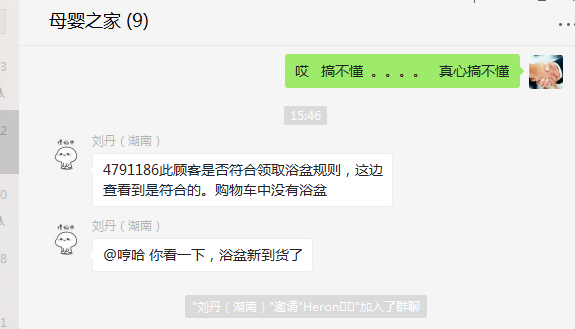 母婴之家 (9)
哎 搞不懂 。。。。 真心搞不懂
15:46
刘丹（湖南）
4791186此顾客是否符合领取浴盆规则，这边
查看到是符合的。购物车中没有浴盆
刘丹（湖南）
@哼哈 你看一下，浴盆新到货了
"刘丹（湖南）"邀请"Heron▯▯"加入了群聊